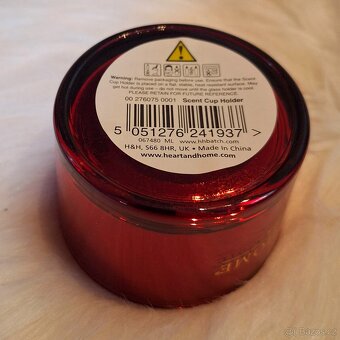 Warning: Remove packaging before use. Ensure that the Scent
Cup Holder is placed on a flat, stable, heat resistant surface. May
get hot during use – do not move until the glass holder is cool.
PLEASE RETAIN FOR FUTURE REFERENCE.
00 276075 0001 Scent Cup Holder
5 051276 241937 >
067480 ML www.hhbatch.com
H&H, S66 8HR, UK • Made in China
www.heartandhome.com
OME